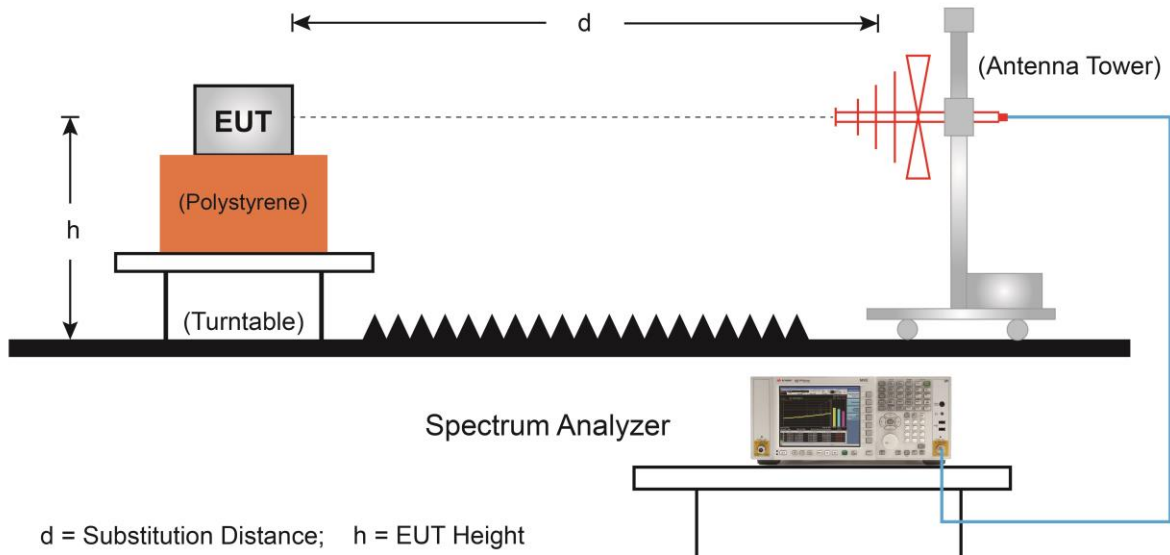 d
(Antenna Tower)
EUT
(Polystyrene)
h
(Turntable)
Spectrum Analyzer
d = Substitution Distance; h = EUT Height